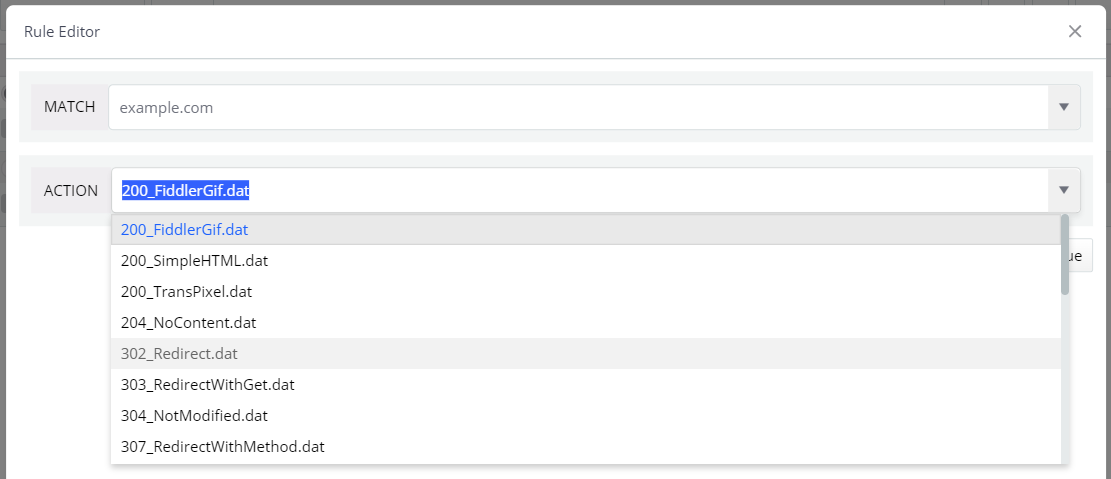 Rule Editor
MATCH example.com
ACTION 200_FiddlerGif.dat
200_FiddlerGif.dat
200_SimpleHTML.dat
200_TransPixel.dat
204_NoContent.dat
302_Redirect.dat
303_RedirectWithGet.dat
304_NotModified.dat
307_RedirectWithMethod.dat